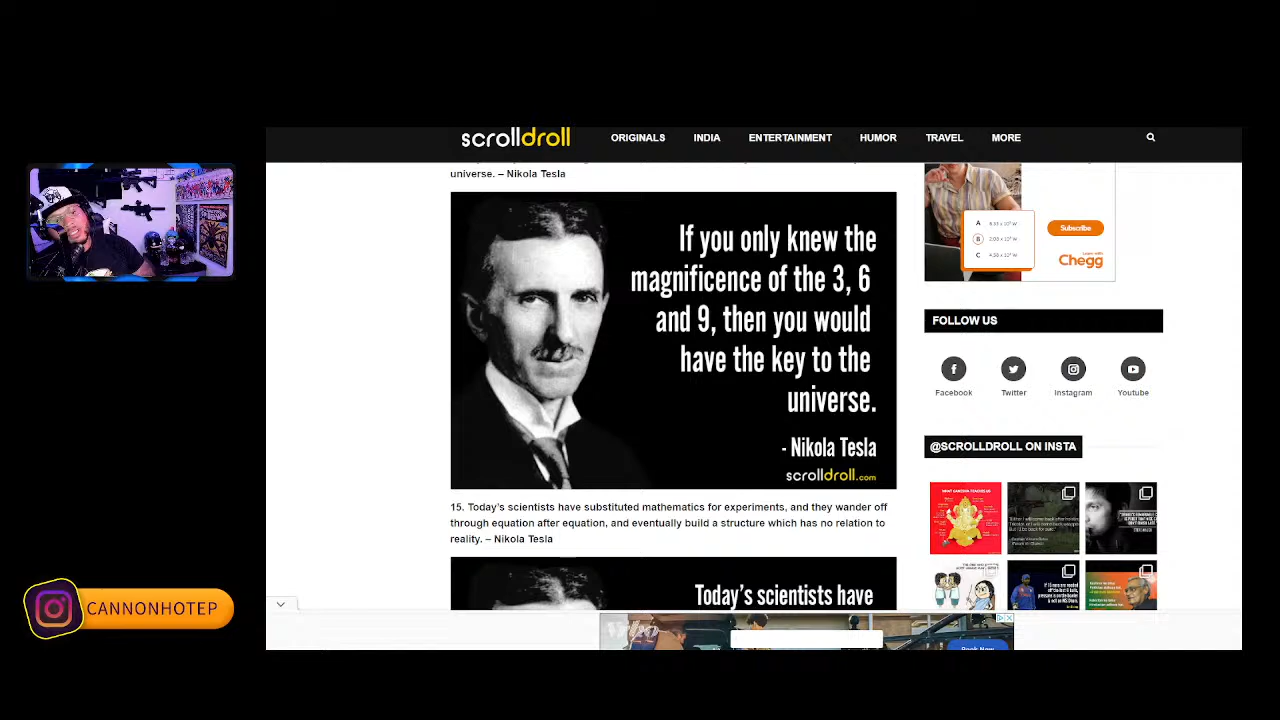 scrolldroll
ORIGINALS
INDIA
ENTERTAINMENT
HUMOR
TRAVEL
MORE
universe. – Nikola Tesla
If you only knew the
magnificence of the 3, 6
and 9, then you would
have the key to the
universe.
- Nikola Tesla
scrolldroll.com
15. Today's scientists have substituted mathematics for experiments, and they wander off
through equation after equation, and eventually build a structure which has no relation to
reality. – Nikola Tesla
Today's scientists have
A
B
C
Subscribe
Chegg
FOLLOW US
Facebook
Twitter
Instagram
Youtube
@SCROLLDROLL ON INSTA
WHAT GANESHA TEACHES US
CANNONHOTEP